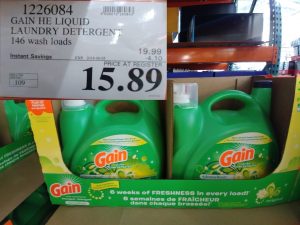 1226084
GAIN HE LIQUID
LAUNDRY DETERGENT
146 wash loads
19.99
Instant Savings
-4.10
PRICE AT REGISTER
109
15.89
Gain
Gain
Gain
6 weeks of FRESHNESS in every load!
6 semaines de FRAÎCHEUR
dans chaque brassée!